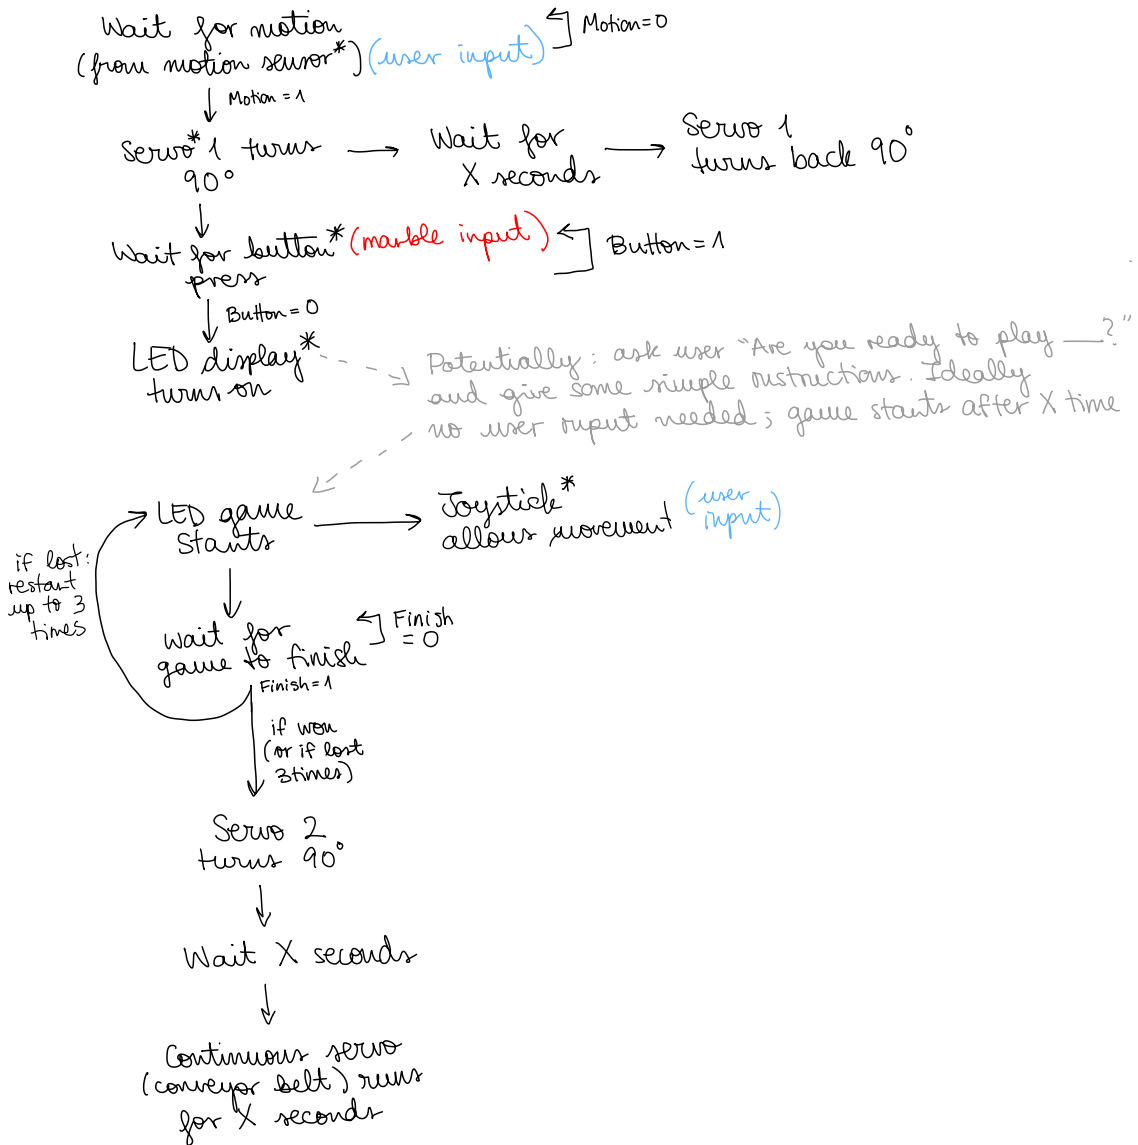 Wait for motion
(from motion sensor*) (user input)
Motion=0
Motion = 1
Servo* 1 turns
90°
Wait for
X seconds
Servo 1
turns back 90°
Wait for button* (marble input)
press
Button = 1
Button = 0
LED display*
turns on
Potentially: ask user "Are you ready to play ___?"
and give some simple instructions. Ideally
no user input needed; game starts after X time
LED game
starts
Joystick*
allows movement
(user
input)
if lost:
restart
up to 3
times
wait for
game to finish
Finish
= 0
Finish=1
if won
(or if lost
3 times)
Servo 2
turns 90°
Wait X seconds
Continuous servo
(conveyor belt) runs
for X seconds